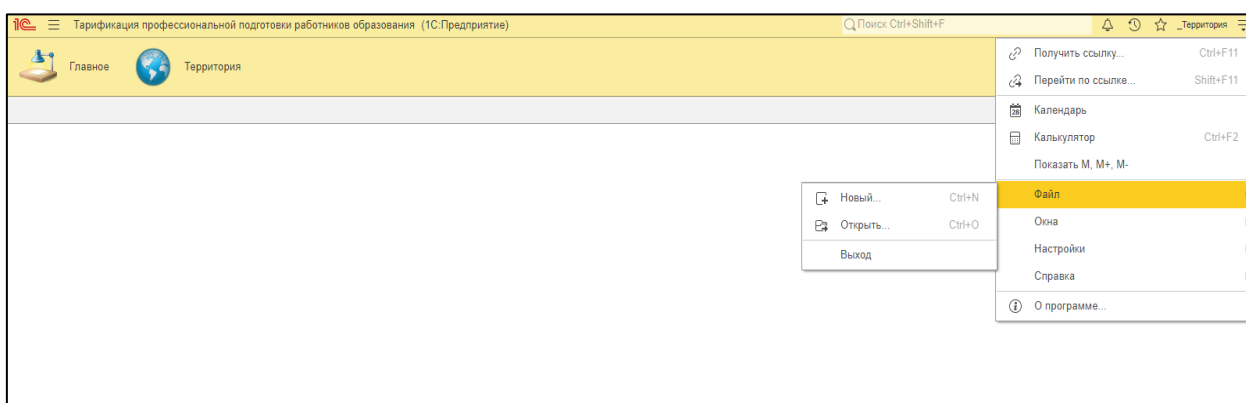 1С Тарификация профессиональной подготовки работников образования (1С:Предприятие) Поиск Ctrl+Shift+F _Территория
Главное Территория
Получить ссылку... Ctrl+F11
Перейти по ссылке... Shift+F11
28 Календарь
Калькулятор Ctrl+F2
Показать M, M+, M-
Файл
Новый... Ctrl+N
Открыть... Ctrl+O
Выход
Окна
Настройки
Справка
О программе...